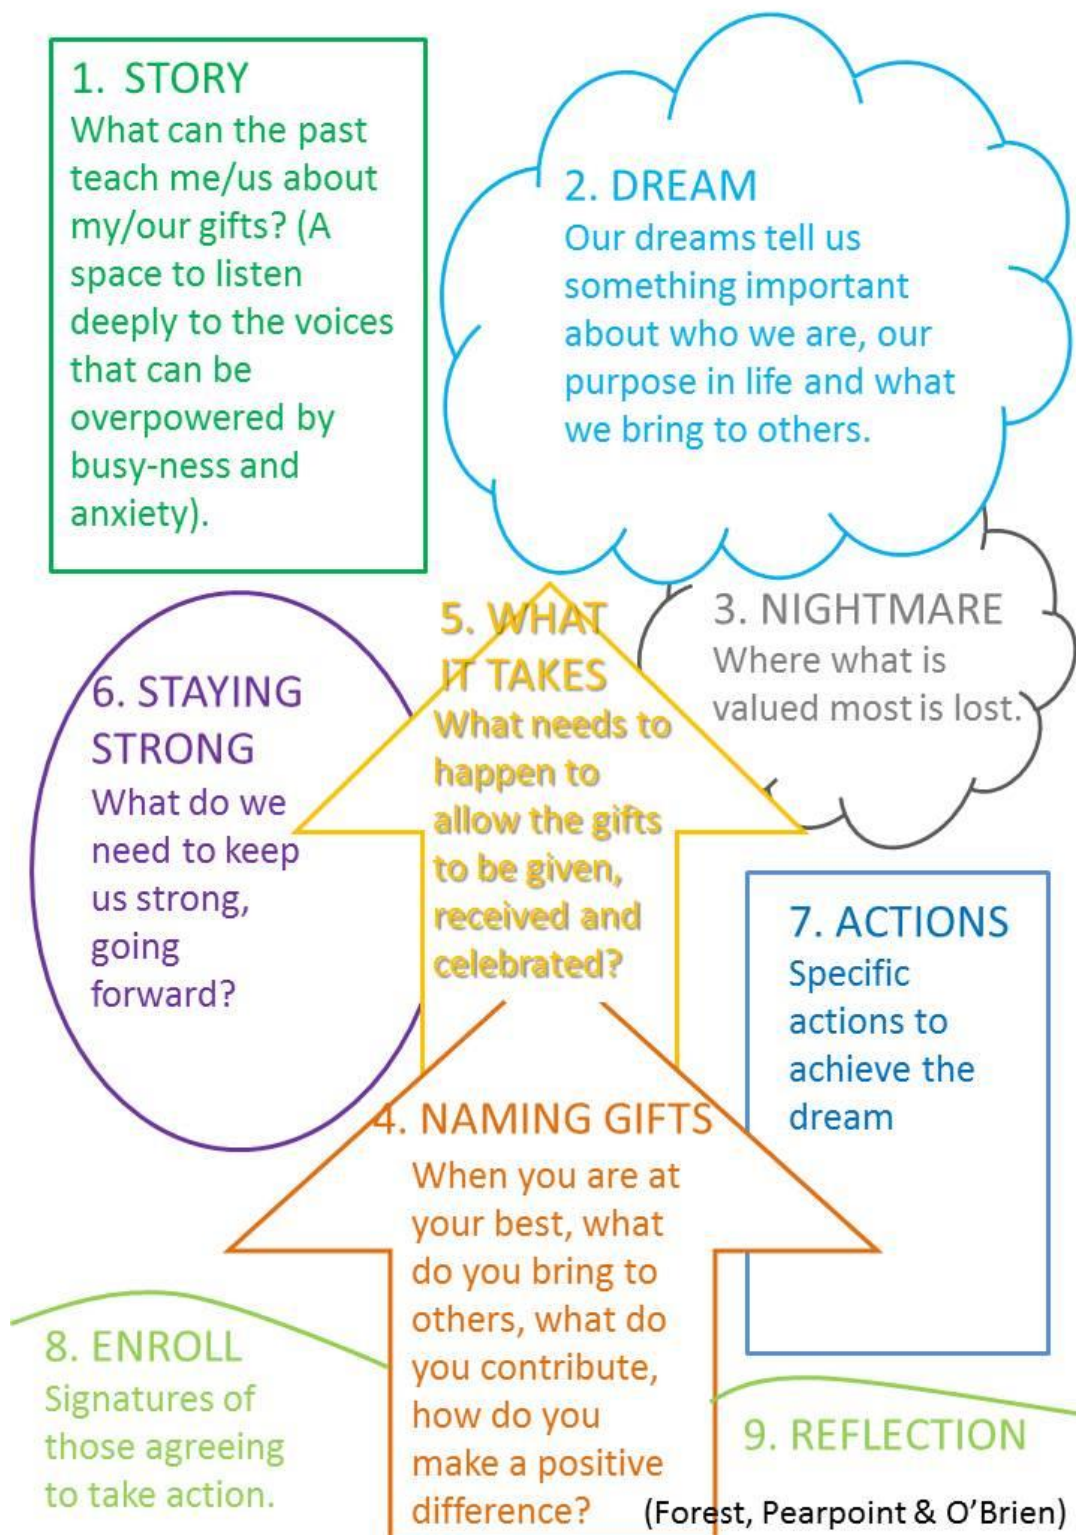 1. STORY
What can the past
teach me/us about
my/our gifts? (A
space to listen
deeply to the voices
that can be
overpowered by
busy-ness and
anxiety).
2. DREAM
Our dreams tell us
something important
about who we are, our
purpose in life and what
we bring to others.
3. NIGHTMARE
Where what is
valued most is lost.
4. NAMING GIFTS
When you are at
your best, what
do you bring to
others, what do
you contribute,
how do you
make a positive
difference?
5. WHAT
IT TAKES
What needs to
happen to
allow the gifts
to be given,
received and
celebrated?
6. STAYING
STRONG
What do we
need to keep
us strong,
going
forward?
7. ACTIONS
Specific
actions to
achieve the
dream
8. ENROLL
Signatures of
those agreeing
to take action.
9. REFLECTION
(Forest, Pearpoint & O’Brien)